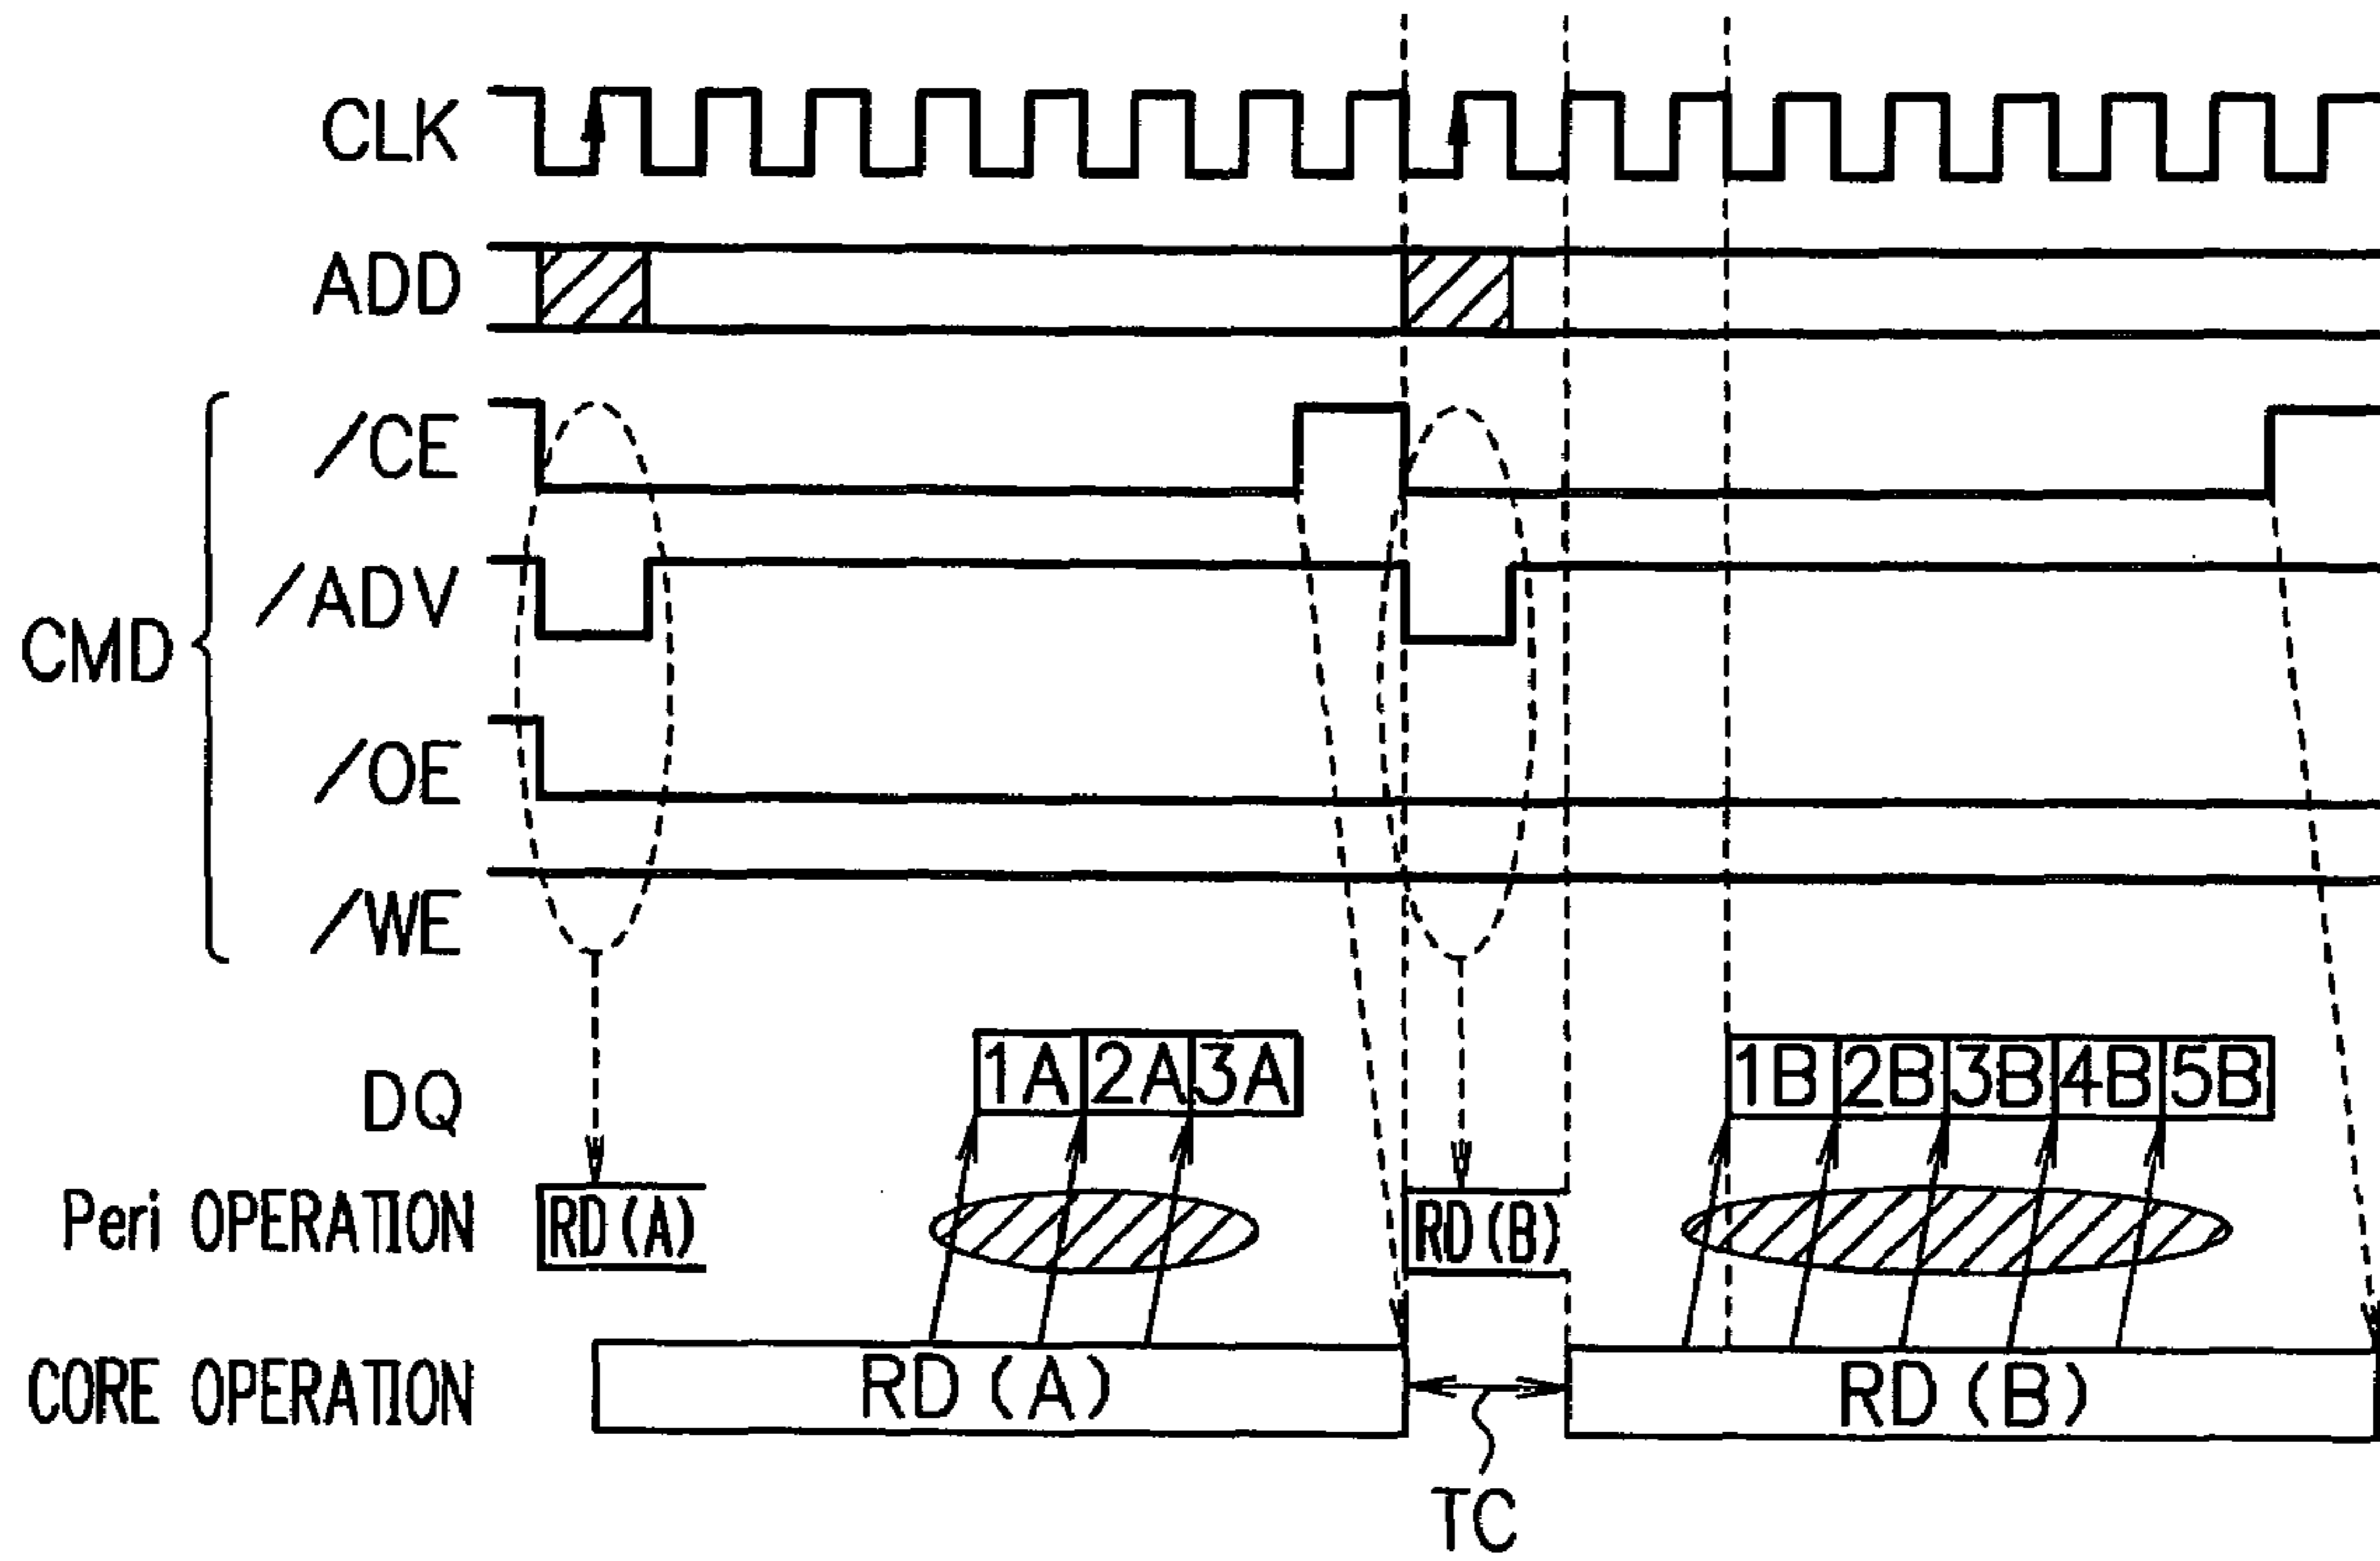 CLK
ADD
CMD
/CE
/ADV
/OE
/WE
DQ
1A 2A 3A
1B 2B 3B 4B 5B
Peri OPERATION
RD(A)
RD(B)
CORE OPERATION
RD(A)
RD(B)
TC